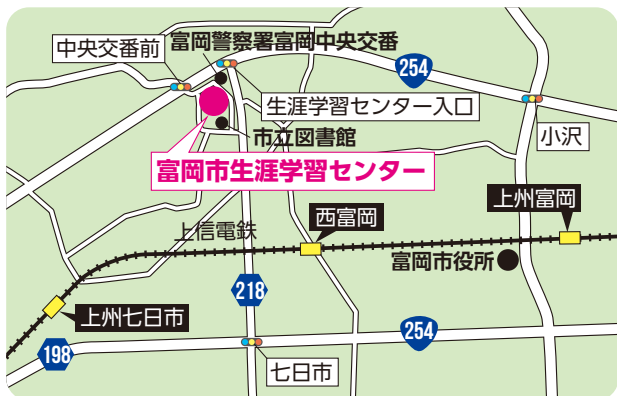 中央交番前
富岡警察署富岡中央交番
254
生涯学習センター入口
市立図書館
小沢
富岡市生涯学習センター
上州富岡
西富岡
上信電鉄
富岡市役所
218
上州七日市
254
198
七日市